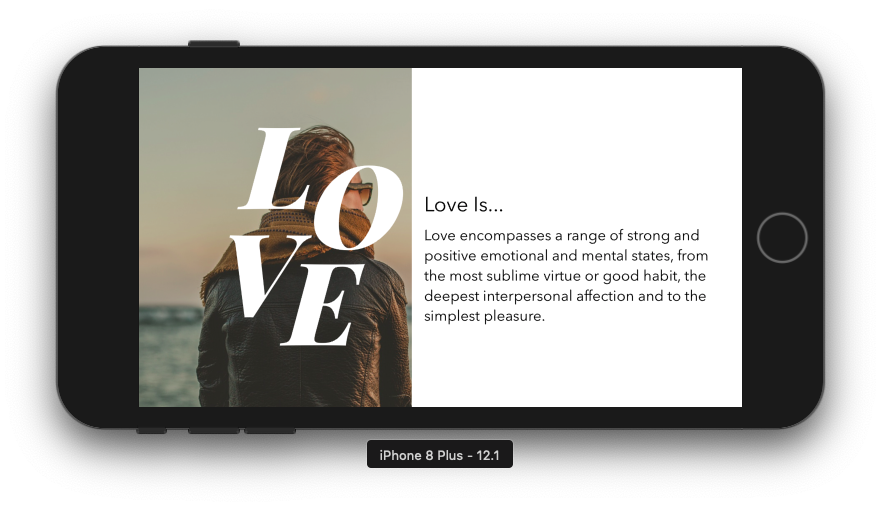 LO
VE
Love Is...
Love encompasses a range of strong and
positive emotional and mental states, from
the most sublime virtue or good habit, the
deepest interpersonal affection and to the
simplest pleasure.
iPhone 8 Plus - 12.1